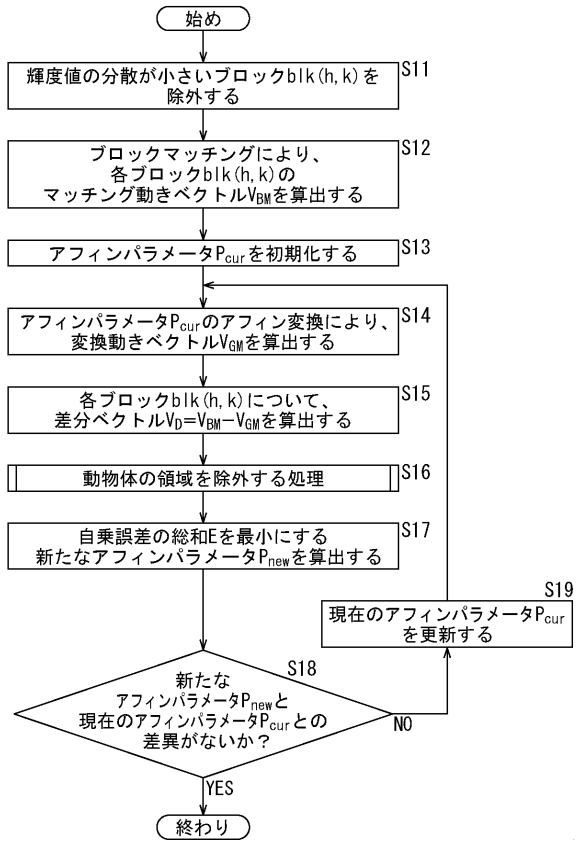 始め
S11
輝度値の分散が小さいブロックblk(h,k)を
除外する
S12
ブロックマッチングにより、
各ブロックblk(h,k)の
マッチング動きベクトルVBMを算出する
S13
アフィンパラメータPcurを初期化する
S14
アフィンパラメータPcurのアフィン変換により、
変換動きベクトルVGMを算出する
S15
各ブロックblk(h,k)について、
差分ベクトルVD=VBM−VGMを算出する
S16
動物体の領域を除外する処理
S17
自乗誤差の総和Eを最小にする
新たなアフィンパラメータPnewを算出する
S19
現在のアフィンパラメータPcur
を更新する
S18
新たな
アフィンパラメータPnewと
現在のアフィンパラメータPcurとの
差異がないか？
NO
YES
終わり